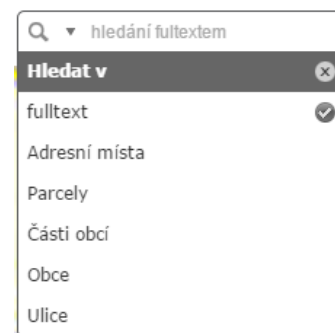 hledání fultextem
Hledat v
fulltext
Adresní místa
Parcely
Části obcí
Obce
Ulice